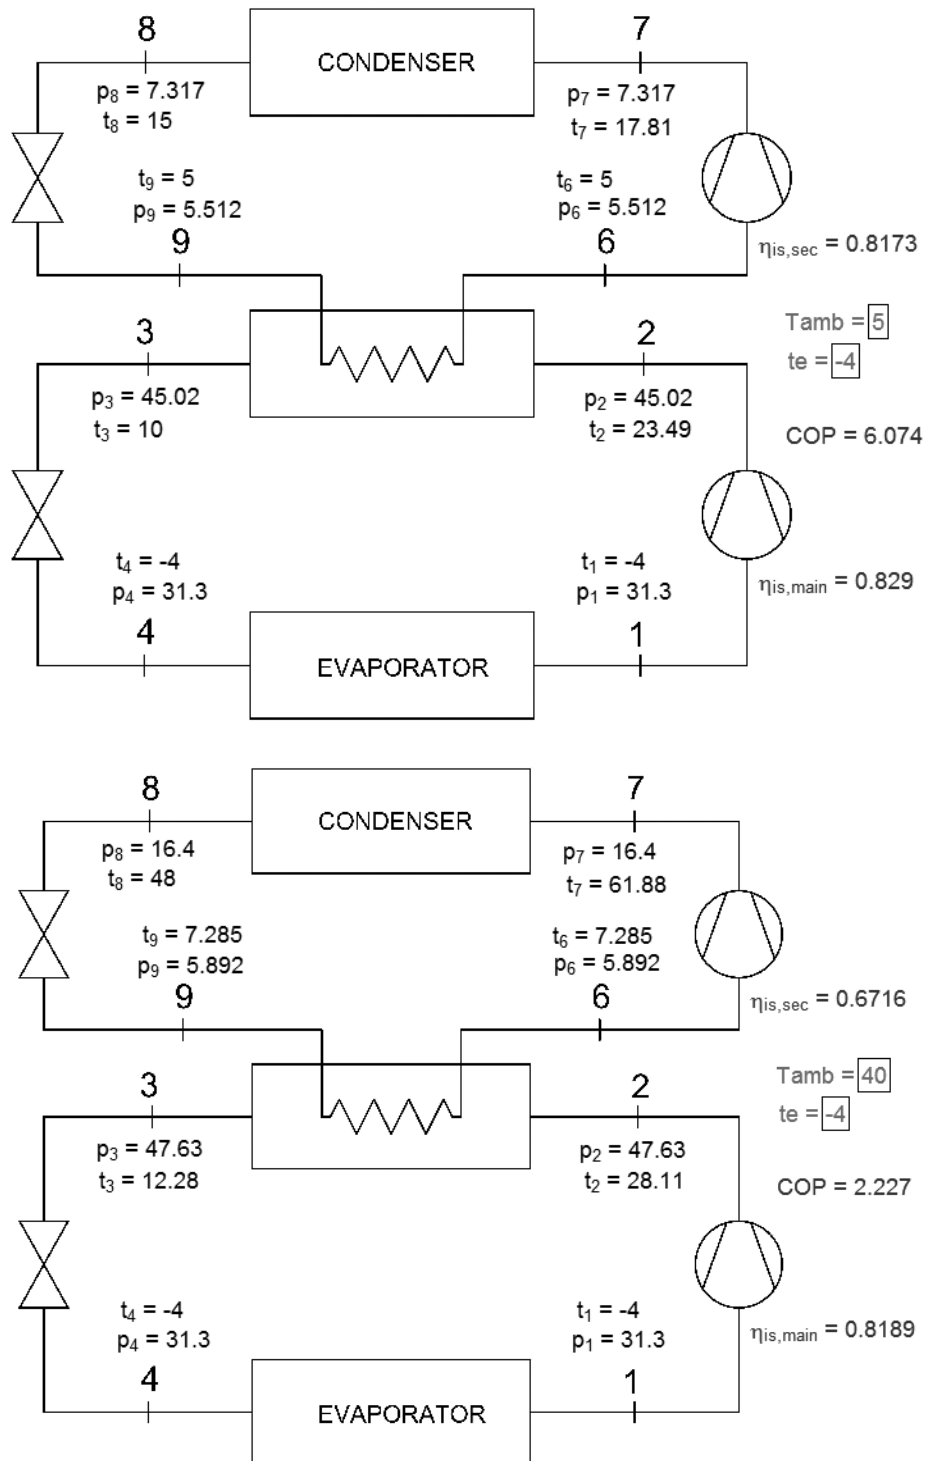 8
7
CONDENSER
p8 = 7.317
t8 = 15
p7 = 7.317
t7 = 17.81
t9 = 5
p9 = 5.512
t6 = 5
p6 = 5.512
9
6
ηis,sec = 0.8173
3
2
Tamb = 5
te = -4
p3 = 45.02
t3 = 10
p2 = 45.02
t2 = 23.49
COP = 6.074
t4 = -4
p4 = 31.3
t1 = -4
p1 = 31.3
ηis,main = 0.829
4
1
EVAPORATOR
8
7
CONDENSER
p8 = 16.4
t8 = 48
p7 = 16.4
t7 = 61.88
t9 = 7.285
p9 = 5.892
t6 = 7.285
p6 = 5.892
9
6
ηis,sec = 0.6716
3
2
Tamb = 40
te = -4
p3 = 47.63
t3 = 12.28
p2 = 47.63
t2 = 28.11
COP = 2.227
t4 = -4
p4 = 31.3
t1 = -4
p1 = 31.3
ηis,main = 0.8189
4
1
EVAPORATOR